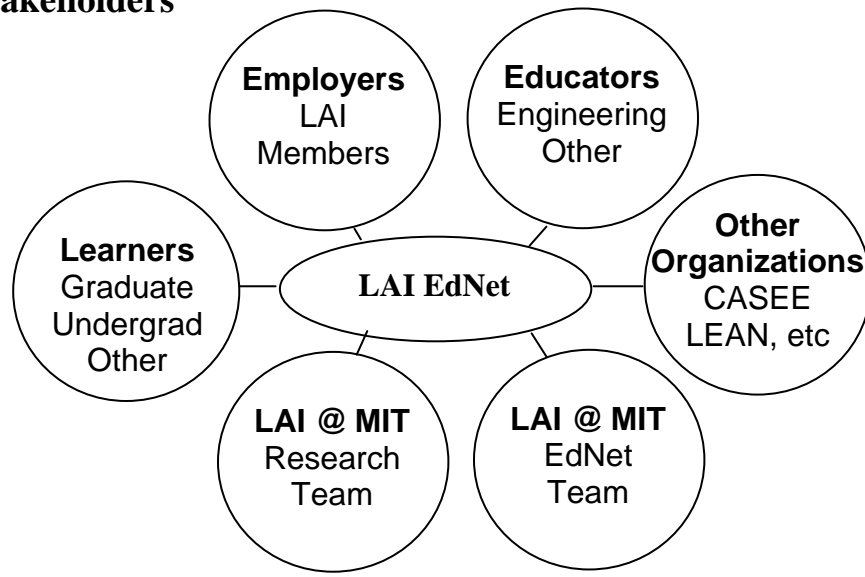 akeholders
Employers
LAI
Members
Educators
Engineering
Other
Learners
Graduate
Undergrad
Other
LAI EdNet
Other
Organizations
CASEE
LEAN, etc
LAI @ MIT
Research
Team
LAI @ MIT
EdNet
Team